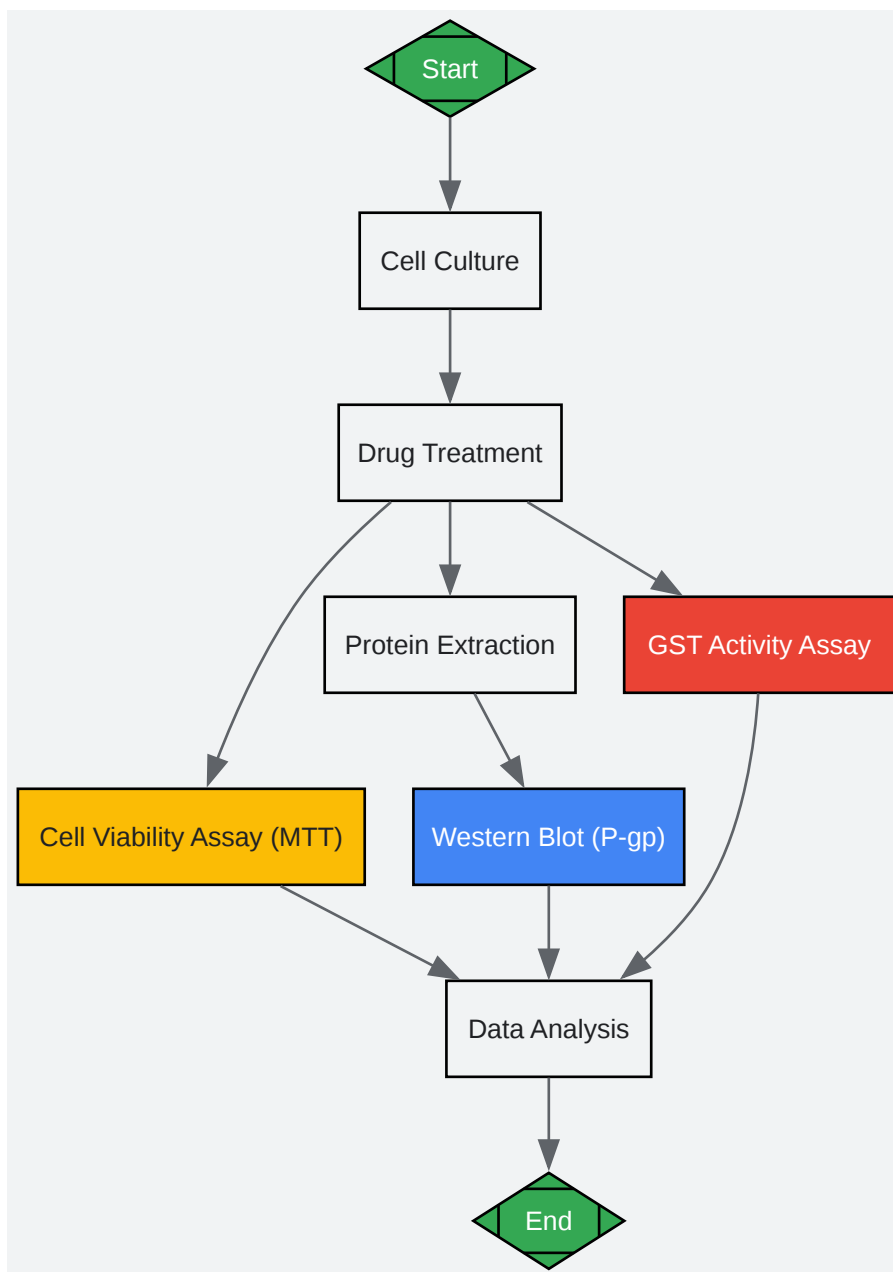 Start
Cell Culture
Drug Treatment
Protein Extraction
GST Activity Assay
Cell Viability Assay (MTT)
Western Blot (P-gp)
Data Analysis
End